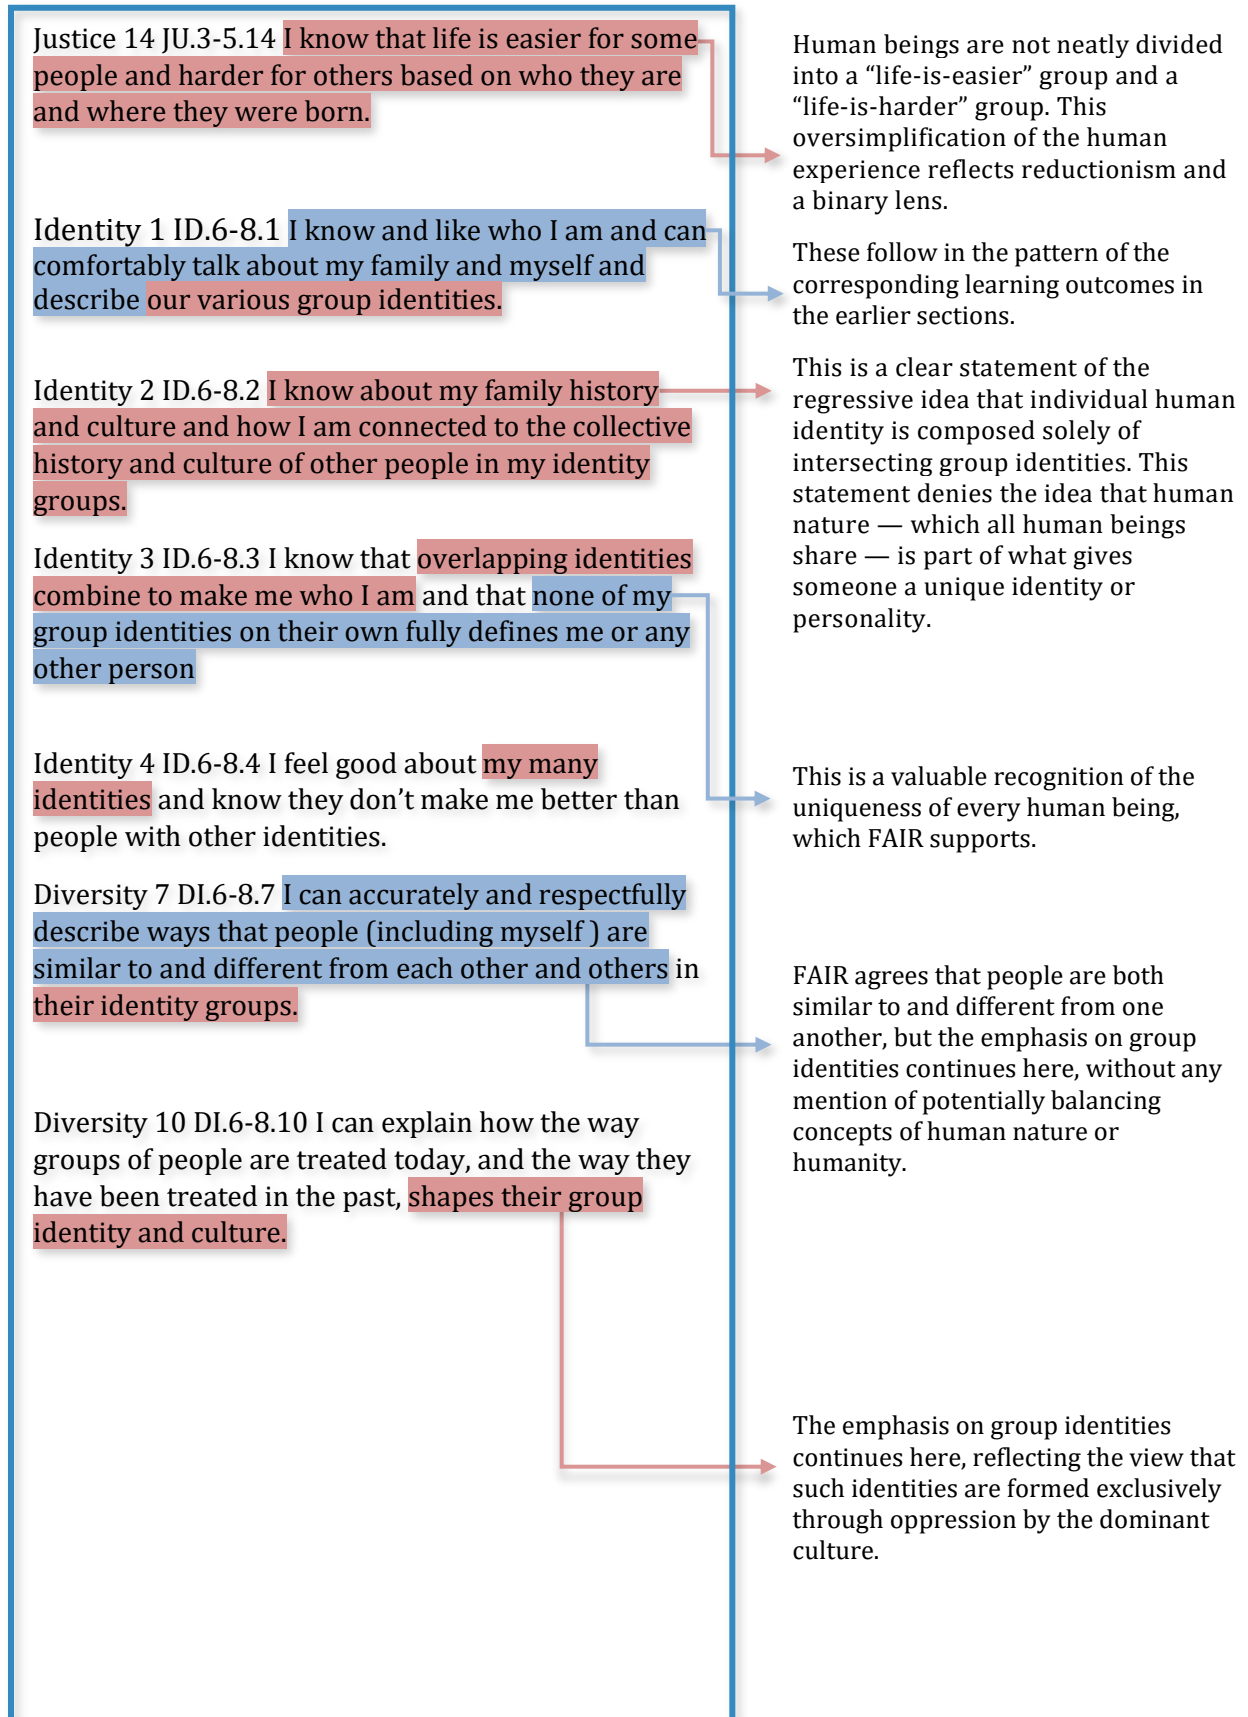 Justice 14 JU.3-5.14 I know that life is easier for some
people and harder for others based on who they are
and where they were born.
Human beings are not neatly divided
into a “life-is-easier” group and a
“life-is-harder” group. This
oversimplification of the human
experience reflects reductionism and
a binary lens.
Identity 1 ID.6-8.1 I know and like who I am and can
comfortably talk about my family and myself and
describe our various group identities.
These follow in the pattern of the
corresponding learning outcomes in
the earlier sections.
Identity 2 ID.6-8.2 I know about my family history
and culture and how I am connected to the collective
history and culture of other people in my identity
groups.
This is a clear statement of the
regressive idea that individual human
identity is composed solely of
intersecting group identities. This
statement denies the idea that human
nature — which all human beings
share — is part of what gives
someone a unique identity or
personality.
Identity 3 ID.6-8.3 I know that overlapping identities
combine to make me who I am and that none of my
group identities on their own fully defines me or any
other person
Identity 4 ID.6-8.4 I feel good about my many
identities and know they don’t make me better than
people with other identities.
This is a valuable recognition of the
uniqueness of every human being,
which FAIR supports.
Diversity 7 DI.6-8.7 I can accurately and respectfully
describe ways that people (including myself ) are
similar to and different from each other and others in
their identity groups.
FAIR agrees that people are both
similar to and different from one
another, but the emphasis on group
identities continues here, without any
mention of potentially balancing
concepts of human nature or
humanity.
Diversity 10 DI.6-8.10 I can explain how the way
groups of people are treated today, and the way they
have been treated in the past, shapes their group
identity and culture.
The emphasis on group identities
continues here, reflecting the view that
such identities are formed exclusively
through oppression by the dominant
culture.